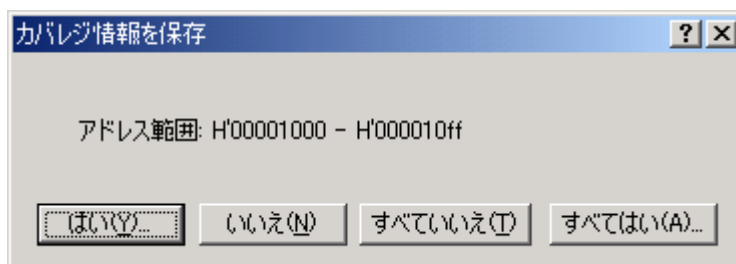 カバレジ情報を保存
アドレス範囲: H'00001000 - H'000010ff
はい(Y)... いいえ(N) すべていいえ(T) すべてはい(A)...